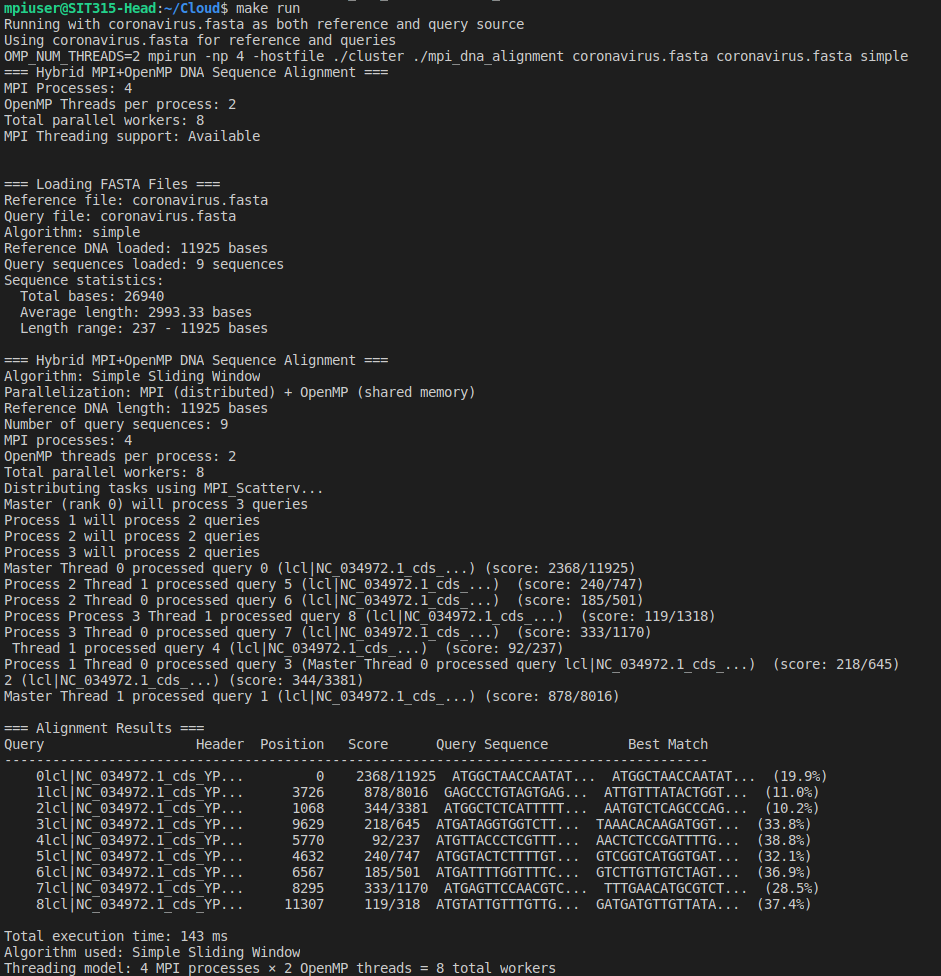 mpiuser@SIT315-Head:~/Cloud$ make run
Running with coronavirus.fasta as both reference and query source
Using coronavirus.fasta for reference and queries
OMP_NUM_THREADS=2 mpirun -np 4 -hostfile ./cluster ./mpi_dna_alignment coronavirus.fasta coronavirus.fasta simple
=== Hybrid MPI+OpenMP DNA Sequence Alignment ===
MPI Processes: 4
OpenMP Threads per process: 2
Total parallel workers: 8
MPI Threading support: Available
=== Loading FASTA Files ===
Reference file: coronavirus.fasta
Query file: coronavirus.fasta
Algorithm: simple
Reference DNA loaded: 11925 bases
Query sequences loaded: 9 sequences
Sequence statistics:
  Total bases: 26940
  Average length: 2993.33 bases
  Length range: 237 - 11925 bases
=== Hybrid MPI+OpenMP DNA Sequence Alignment ===
Algorithm: Simple Sliding Window
Parallelization: MPI (distributed) + OpenMP (shared memory)
Reference DNA length: 11925 bases
Number of query sequences: 9
MPI processes: 4
OpenMP threads per process: 2
Total parallel workers: 8
Distributing tasks using MPI_Scatterv...
Master (rank 0) will process 3 queries
Process 1 will process 2 queries
Process 2 will process 2 queries
Process 3 will process 2 queries
Master Thread 0 processed query 0 (lcl|NC_034972.1_cds_...) (score: 2368/11925)
Process 2 Thread 1 processed query 5 (lcl|NC_034972.1_cds_...)  (score: 240/747)
Process 2 Thread 0 processed query 6 (lcl|NC_034972.1_cds_...)  (score: 185/501)
Process Process 3 Thread 1 processed query 8 (lcl|NC_034972.1_cds_...)  (score: 119/1318)
Process 3 Thread 0 processed query 7 (lcl|NC_034972.1_cds_...)  (score: 333/1170)
 Thread 1 processed query 4 (lcl|NC_034972.1_cds_...)  (score: 92/237)
Process 1 Thread 0 processed query 3 (Master Thread 0 processed query lcl|NC_034972.1_cds_...)  (score: 218/645)
2 (lcl|NC_034972.1_cds_...) (score: 344/3381)
Master Thread 1 processed query 1 (lcl|NC_034972.1_cds_...) (score: 878/8016)
=== Alignment Results ===
Query                   Header  Position   Score      Query Sequence          Best Match
----------------------------------------------------------------------------------------
    0lcl|NC_034972.1_cds_YP...       0    2368/11925  ATGGCTAACCAATAT...  ATGGCTAACCAATAT...  (19.9%)
    1lcl|NC_034972.1_cds_YP...      3726     878/8016  GAGCCCTGTAGTGAG...  ATTGTTTATACTGGT...  (11.0%)
    2lcl|NC_034972.1_cds_YP...      1068     344/3381  ATGGCTCTCATTTTT...  AATGTCTCAGCCCAG...  (10.2%)
    3lcl|NC_034972.1_cds_YP...      9629     218/645  ATGATAGGTGGTCTT...  TAAACACAAGATGGT...  (33.8%)
    4lcl|NC_034972.1_cds_YP...      5770      92/237  ATGTTACCCTCGTTT...  AACTCTCCGATTTTG...  (38.8%)
    5lcl|NC_034972.1_cds_YP...      4632     240/747  ATGGTACTCTTTTGT...  GTCGGTCATGGTGAT...  (32.1%)
    6lcl|NC_034972.1_cds_YP...      6567     185/501  ATGATTTTGGTTTTC...  GTCTTGTTGTCTAGT...  (36.9%)
    7lcl|NC_034972.1_cds_YP...      8295     333/1170  ATGAGTTCCAACGTC...  TTTGAACATGCGTCT...  (28.5%)
    8lcl|NC_034972.1_cds_YP...     11307     119/318  ATGTATTGTTTGTTG...  GATGATGTTGTTATA...  (37.4%)
Total execution time: 143 ms
Algorithm used: Simple Sliding Window
Threading model: 4 MPI processes × 2 OpenMP threads = 8 total workers